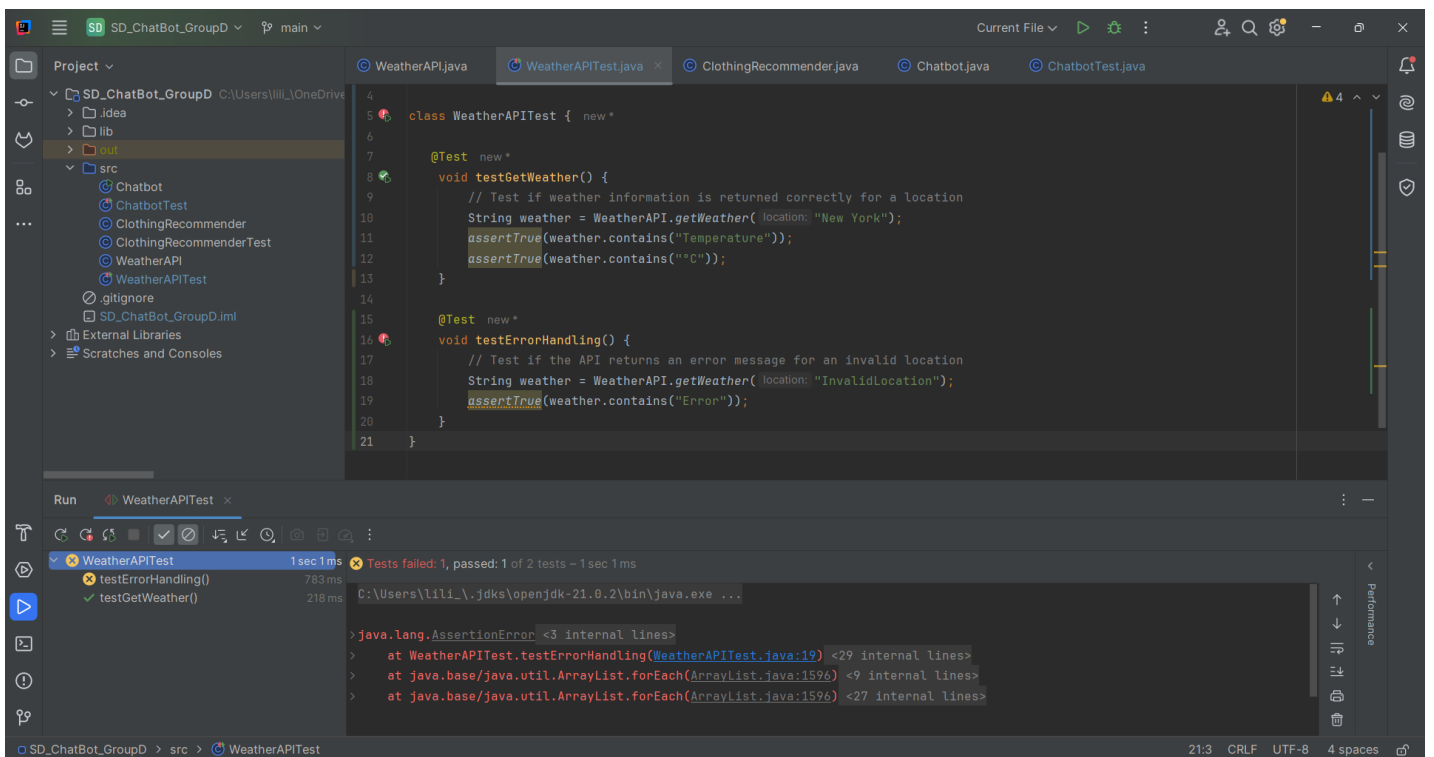 SD SD_ChatBot_GroupD main Current File
Project
WeatherAPI.java WeatherAPITest.java ClothingRecommender.java Chatbot.java ChatbotTest.java
SD_ChatBot_GroupD C:\Users\lili_\OneDrive
.idea
lib
out
src
Chatbot
ChatbotTest
ClothingRecommender
ClothingRecommenderTest
WeatherAPI
WeatherAPITest
.gitignore
SD_ChatBot_GroupD.iml
External Libraries
Scratches and Consoles
4
4
5 class WeatherAPITest { new *
6
7 @Test new *
8 void testGetWeather() {
9 // Test if weather information is returned correctly for a location
10 String weather = WeatherAPI.getWeather( location: "New York");
11 assertTrue(weather.contains("Temperature"));
12 assertTrue(weather.contains("°C"));
13 }
14
15 @Test new *
16 void testErrorHandling() {
17 // Test if the API returns an error message for an invalid location
18 String weather = WeatherAPI.getWeather( location: "InvalidLocation");
19 assertTrue(weather.contains("Error"));
20 }
21 }
Run WeatherAPITest
WeatherAPITest 1 sec 1 ms
testErrorHandling() 783 ms
testGetWeather() 218 ms
Tests failed: 1, passed: 1 of 2 tests – 1 sec 1 ms
C:\Users\lili_\.jdks\openjdk-21.0.2\bin\java.exe ...
java.lang.AssertionError <3 internal lines>
at WeatherAPITest.testErrorHandling(WeatherAPITest.java:19) <29 internal lines>
at java.base/java.util.ArrayList.forEach(ArrayList.java:1596) <9 internal lines>
at java.base/java.util.ArrayList.forEach(ArrayList.java:1596) <27 internal lines>
Performance
SD_ChatBot_GroupD > src > WeatherAPITest 21:3 CRLF UTF-8 4 spaces